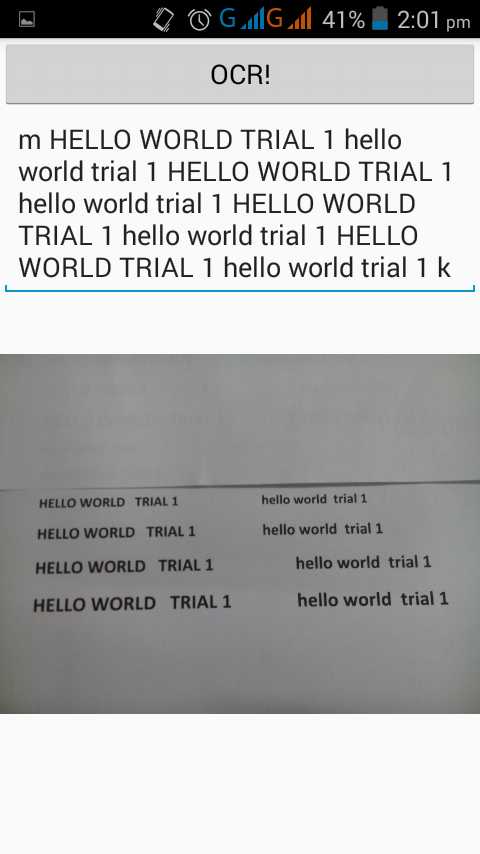 G G 41% 2:01 pm
OCR!
m HELLO WORLD TRIAL 1 hello
world trial 1 HELLO WORLD TRIAL 1
hello world trial 1 HELLO WORLD
TRIAL 1 hello world trial 1 HELLO
WORLD TRIAL 1 hello world trial 1 k
HELLO WORLD TRIAL 1 hello world trial 1
HELLO WORLD TRIAL 1 hello world trial 1
HELLO WORLD TRIAL 1 hello world trial 1
HELLO WORLD TRIAL 1 hello world trial 1